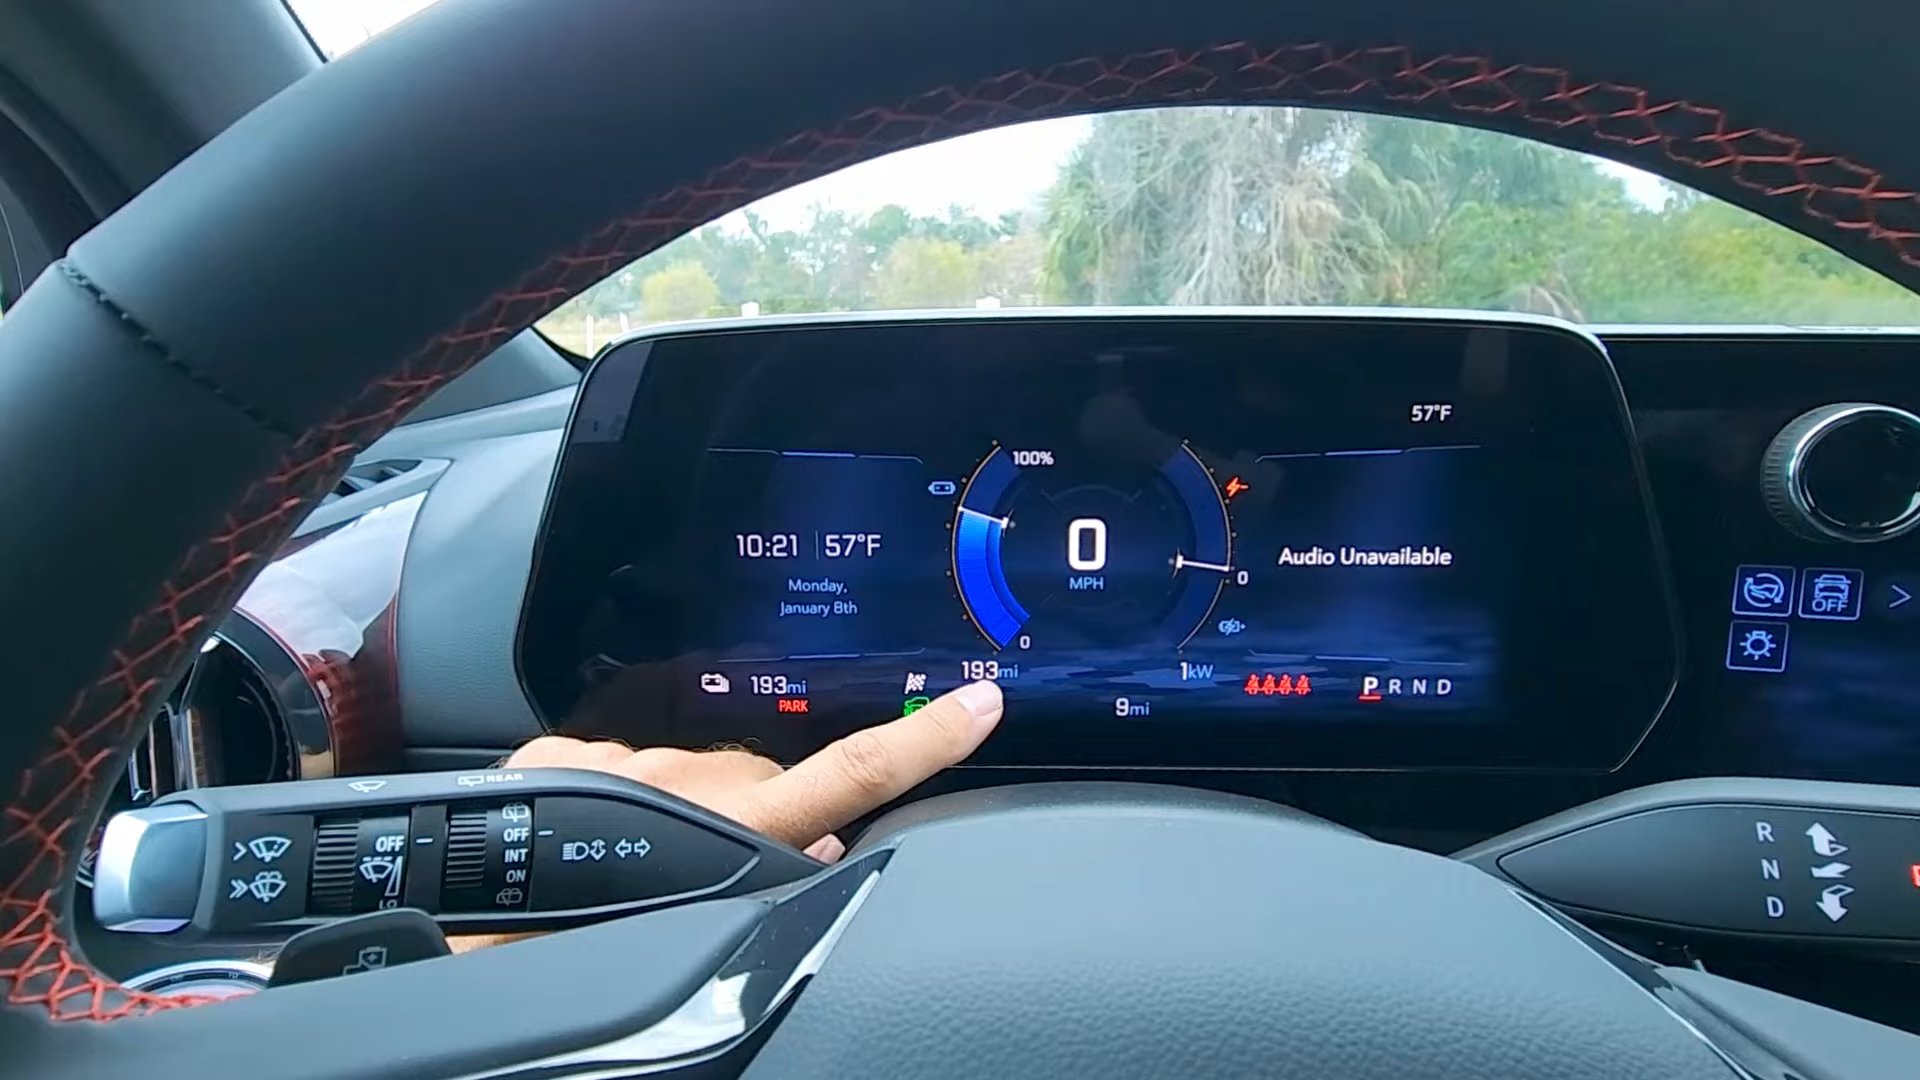 57°F
100%
10:21 57°F
0
MPH
Audio Unavailable
0
Monday,
January 8th
0
193mi
1kW
193mi
P R N D
PARK
9mi
OFF
REAR
OFF
OFF
INT
ON
LO
R
N
D